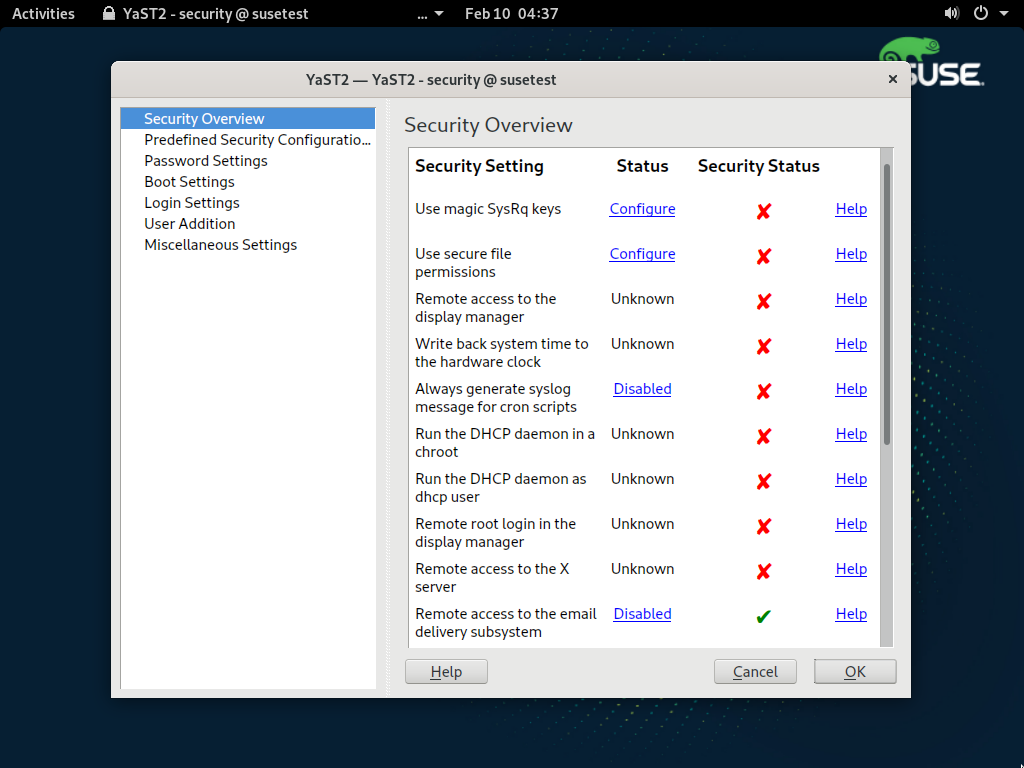 Activities YaST2 - security @ susetest ... Feb 10 04:37
SUSE
YaST2 — YaST2 - security @ susetest ×
Security Overview
Predefined Security Configuratio...
Password Settings
Boot Settings
Login Settings
User Addition
Miscellaneous Settings
Security Overview
Security Setting Status Security Status
Use magic SysRq keys Configure ✘ Help
Use secure file Configure ✘ Help
permissions
Remote access to the Unknown ✘ Help
display manager
Write back system time to Unknown ✘ Help
the hardware clock
Always generate syslog Disabled ✘ Help
message for cron scripts
Run the DHCP daemon in a Unknown ✘ Help
chroot
Run the DHCP daemon as Unknown ✘ Help
dhcp user
Remote root login in the Unknown ✘ Help
display manager
Remote access to the X Unknown ✘ Help
server
Remote access to the email Disabled ✔ Help
delivery subsystem
Help Cancel OK